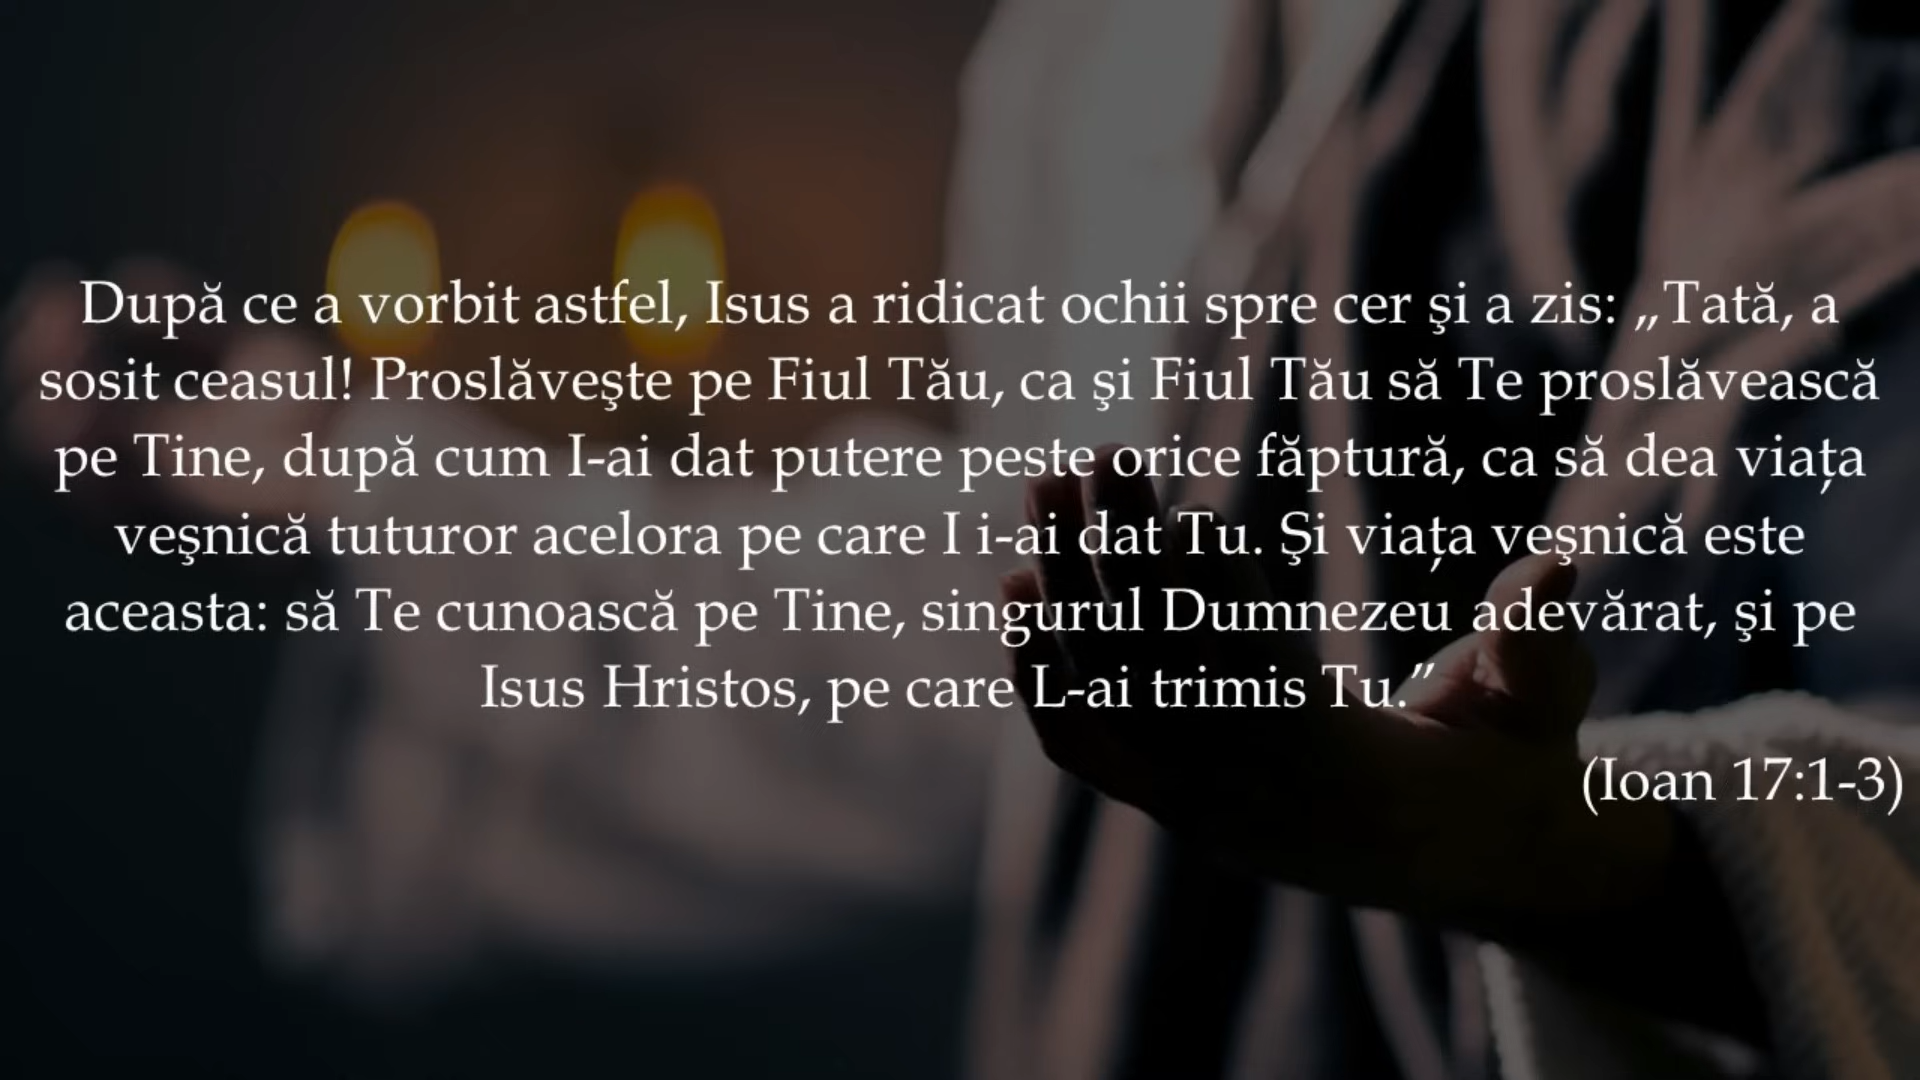 După ce a vorbit astfel, Isus a ridicat ochii spre cer şi a zis: „Tată, a
sosit ceasul! Proslăveşte pe Fiul Tău, ca şi Fiul Tău să Te proslăvească
pe Tine, după cum I-ai dat putere peste orice făptură, ca să dea viața
veşnică tuturor acelora pe care I i-ai dat Tu. Şi viața veşnică este
aceasta: să Te cunoască pe Tine, singurul Dumnezeu adevărat, şi pe
Isus Hristos, pe care L-ai trimis Tu.”
(Ioan 17:1-3)